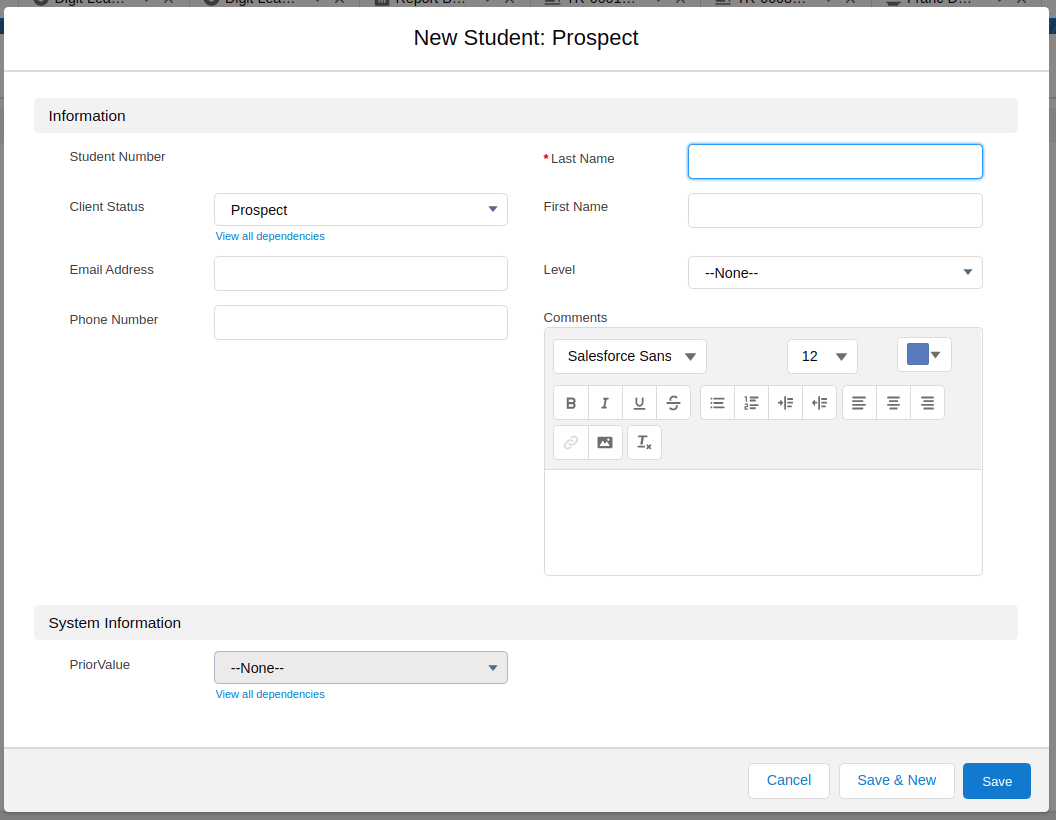 New Student: Prospect
Information
Student Number
* Last Name
Client Status
Prospect
View all dependencies
First Name
Email Address
Level
--None--
Phone Number
Comments
Salesforce Sans
12
System Information
PriorValue
--None--
View all dependencies
Cancel
Save & New
Save